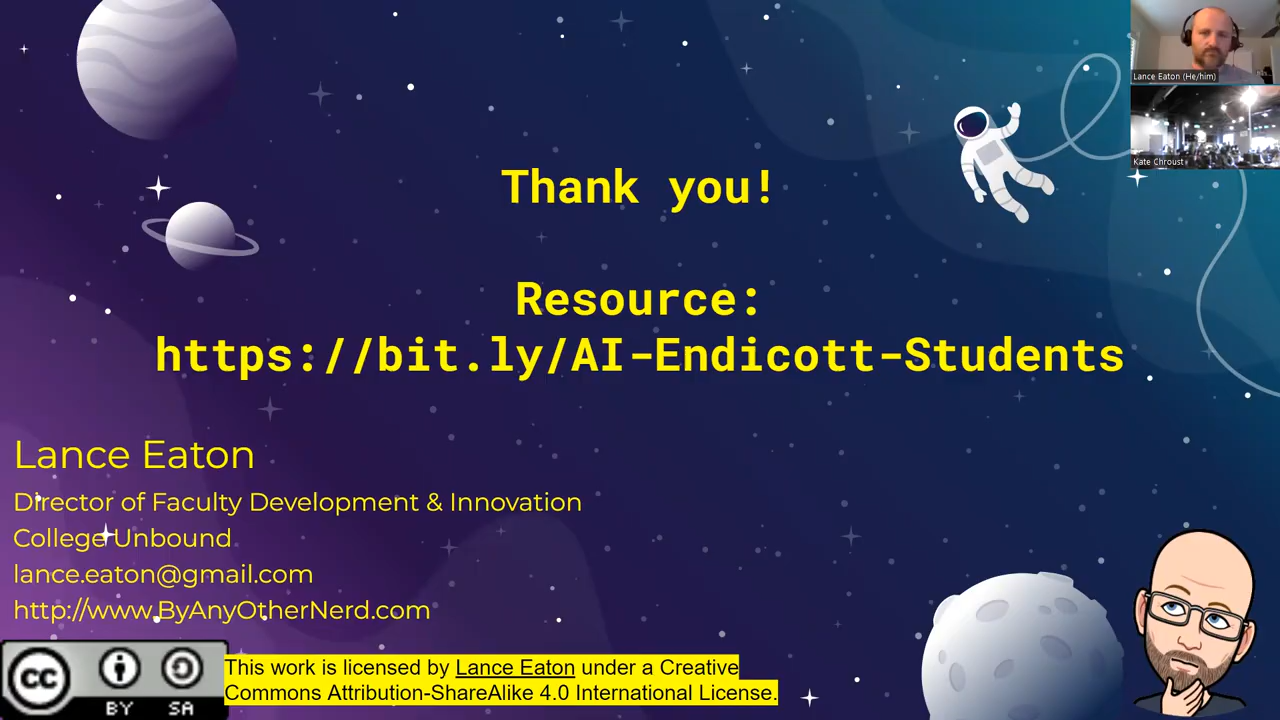 Lance Eaton (He/him)
Kate Chroust
Thank you!
Resource:
https://bit.ly/AI-Endicott-Students
Lance Eaton
Director of Faculty Development & Innovation
College Unbound
lance.eaton@gmail.com
http://www.ByAnyOtherNerd.com
cc
BY SA
This work is licensed by Lance Eaton under a Creative
Commons Attribution-ShareAlike 4.0 International License.